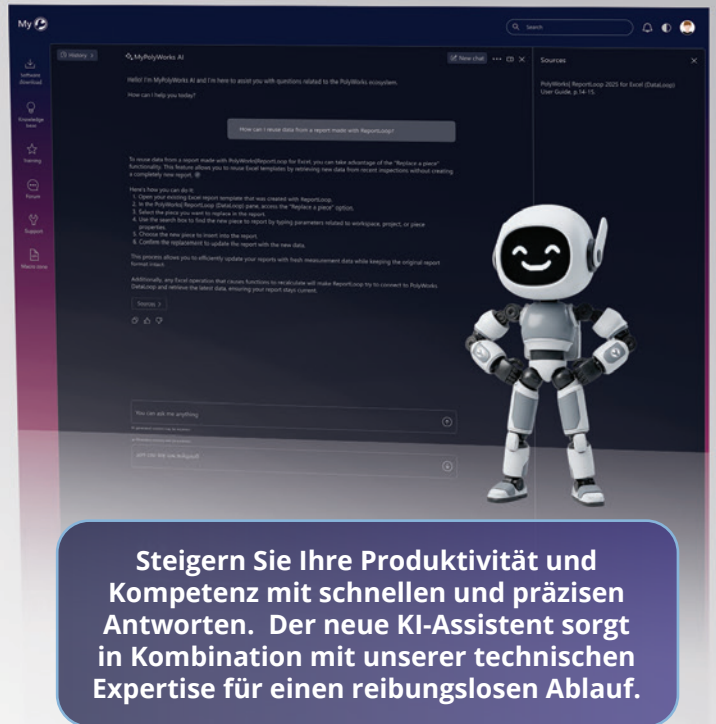 My
Search
History >
MyPolyWorks AI
New chat
Sources
Software
download
Knowledge
base
Training
Forum
Support
Macro store
Hello! I'm MyPolyWorks AI and I'm here to assist you with questions related to the PolyWorks ecosystem.
How can I help you today?
How can I reuse data from a report made with ReportLoop?
To reuse data from a report made with PolyWorks|ReportLoop for Excel, you can take advantage of the "Replace a piece"
functionality. This feature allows you to reuse Excel templates by retrieving new data from recent inspections without creating
a completely new report.
Here's how you can do it:
1. Open your existing Excel report template that was created with ReportLoop.
2. In the PolyWorks| ReportLoop (DataLoop) pane, access the "Replace a piece" option.
3. Select the piece you want to replace in the report.
4. Use the search box to find the new piece to report by typing parameters related to workspace, project, or piece
properties.
5. Choose the new piece to insert into the report.
6. Confirm the replacement to update the report with the new data.
This process allows you to efficiently update your reports with fresh measurement data while keeping the original report
format intact.
Additionally, any Excel operation that causes functions to recalculate will make ReportLoop try to connect to PolyWorks
DataLoop and retrieve the latest data, ensuring your report stays current.
Sources >
PolyWorks| ReportLoop 2025 for Excel (DataLoop)
User Guide, p.14-15.
You can ask me anything
Steigern Sie Ihre Produktivität und
Kompetenz mit schnellen und präzisen
Antworten. Der neue KI-Assistent sorgt
in Kombination mit unserer technischen
Expertise für einen reibungslosen Ablauf.